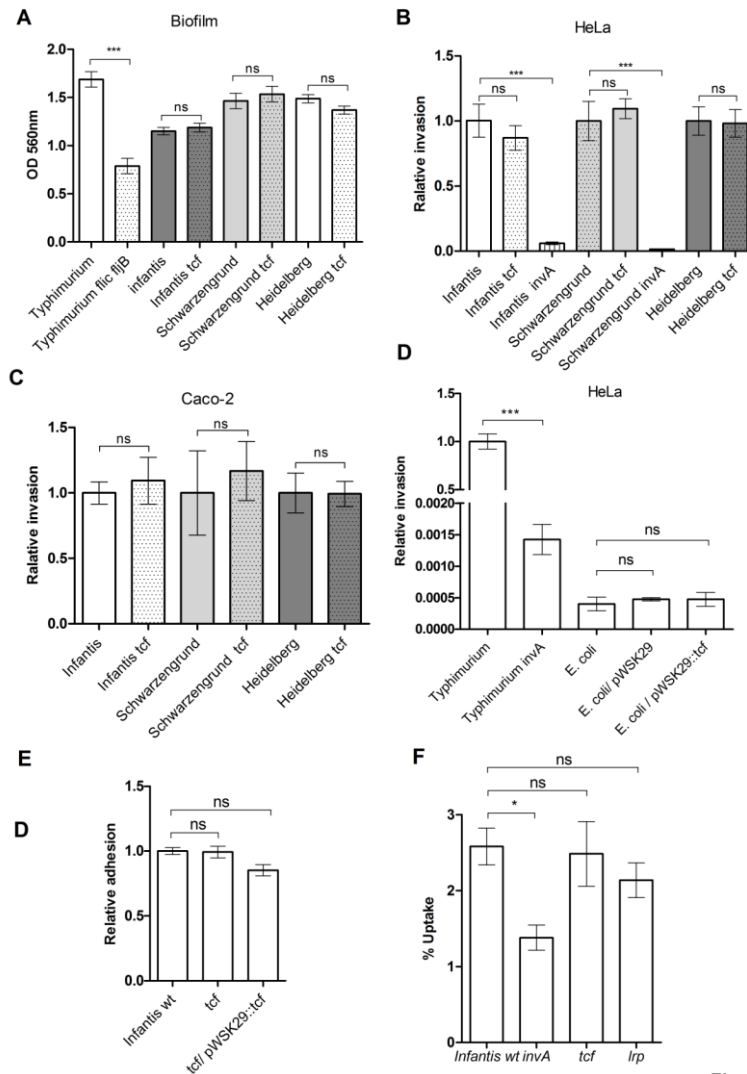 A
Biofilm
OD 560nm
2.0
1.5
1.0
0.5
0.0
***
ns
ns
ns
Typhimurium
Typhimurium flic fljB
infantis
Infantis tcf
Schwarzengrund
Schwarzengrund tcf
Heidelberg
Heidelberg tcf
B
HeLa
Ralative invasion
1.5
1.0
0.5
0.0
***
ns
***
ns
ns
Infantis
Infantis tcf
Infantis invA
Schwarzengrund
Schwarzengrund tcf
Schwarzengrund invA
Heidelberg
Heidelberg tcf
C
Caco-2
Ralative invasion
1.5
1.0
0.5
0.0
ns
ns
ns
Infantis
Infantis tcf
Schwarzengrund
Schwarzengrund tcf
Heidelberg
Heidelberg tcf
D
HeLa
Relative invasion
1.5
1.0
0.5
0.0020
0.0015
0.0010
0.0005
0.0000
***
ns
ns
Typhimurium
Typhimurium invA
E. coli
E. coli/ pWSK29
E. coli / pWSK29::tcf
E
D
Relative adhesion
1.5
1.0
0.5
0.0
ns
ns
Infantis wt
tcf
tcf/ pWSK29::tcf
F
% Uptake
3
2
1
0
ns
ns
*
Infantis wt
invA
tcf
lrp